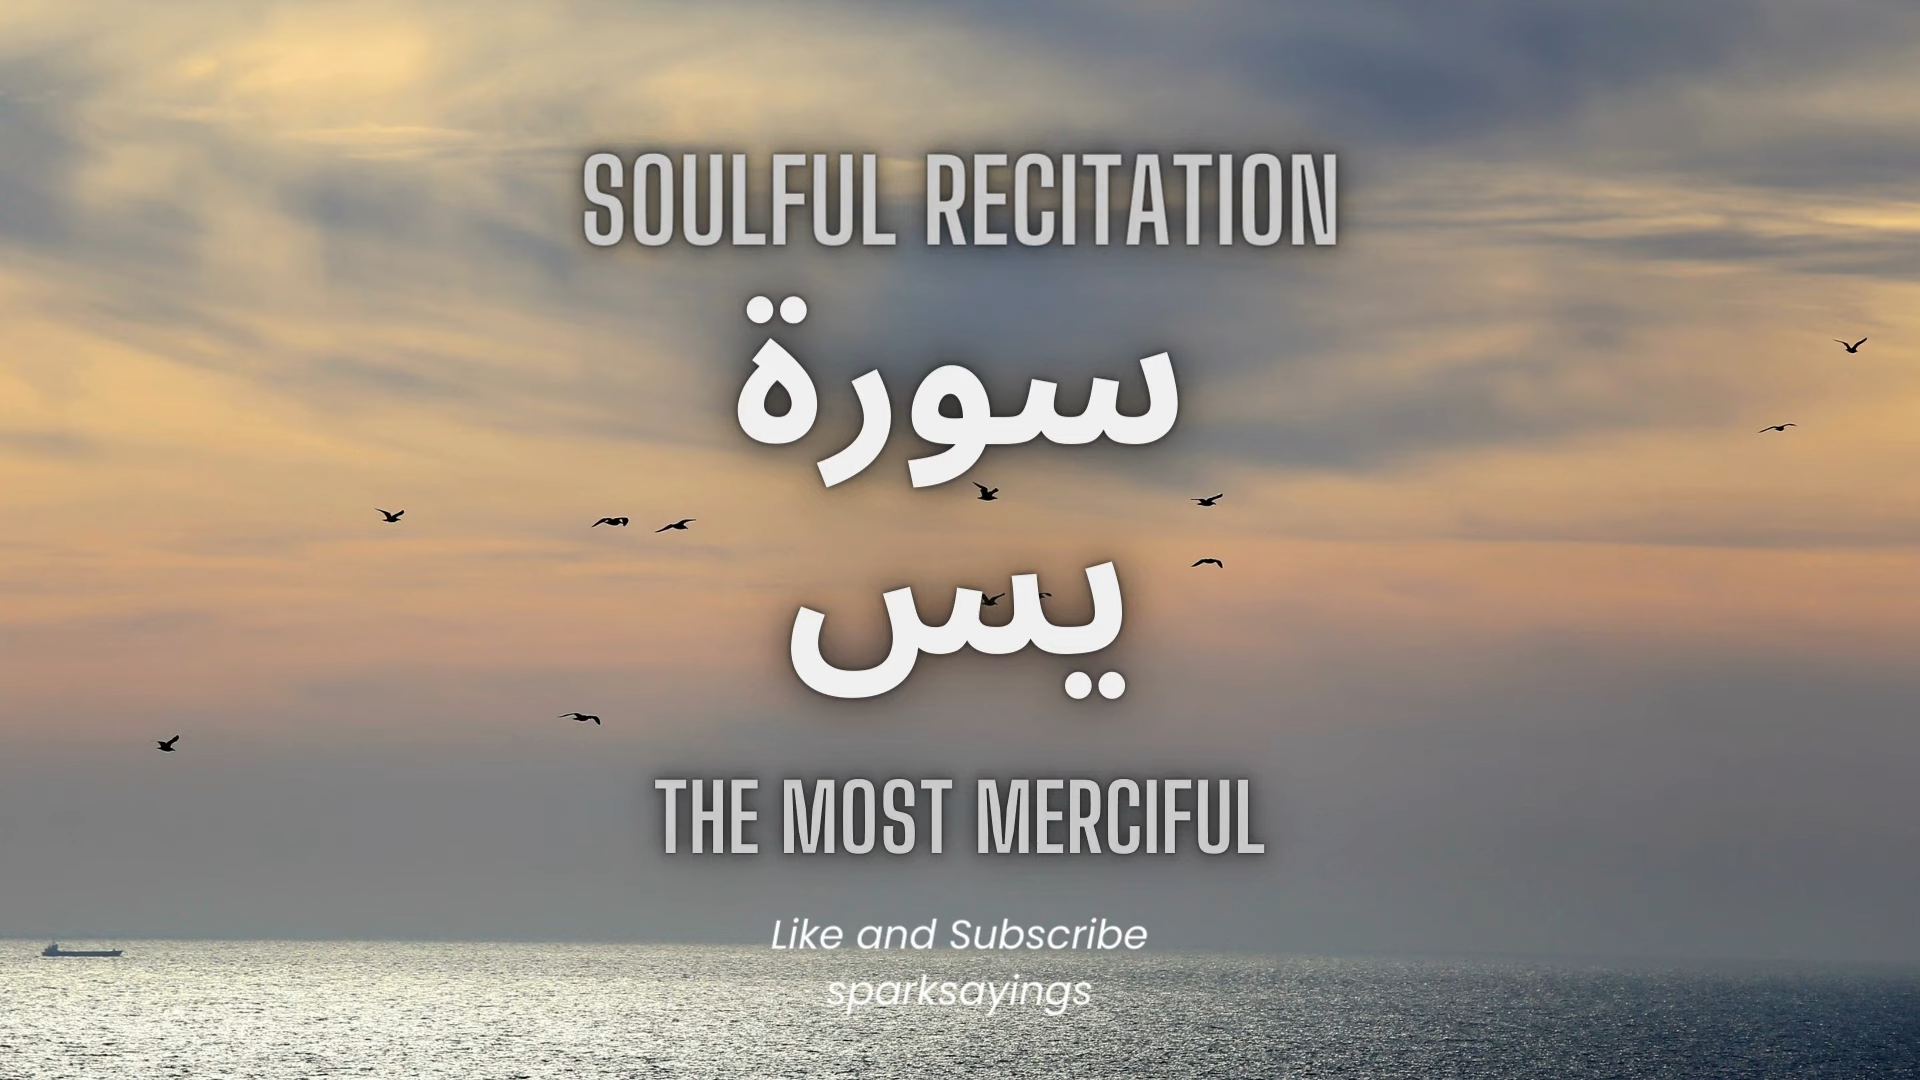 SOULFUL RECITATION
سورة
يس
THE MOST MERCIFUL
Like and Subscribe
sparksayings